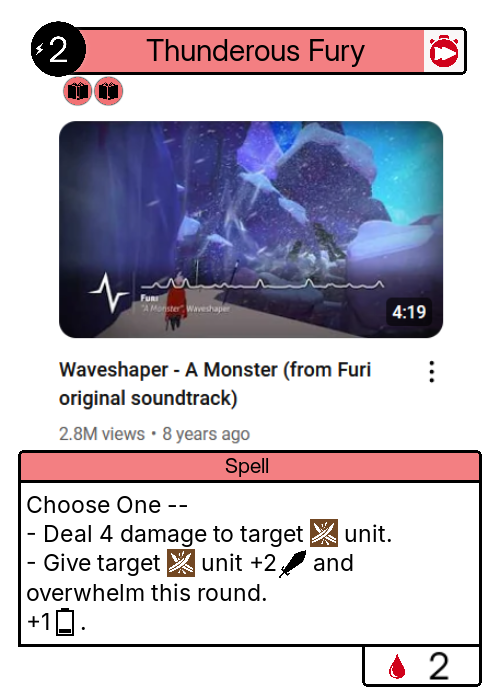 2
Thunderous Fury
Furi
"A Monster", Waveshaper
4:19
Waveshaper - A Monster (from Furi
original soundtrack)
2.8M views • 8 years ago
Spell
Choose One --
- Deal 4 damage to target unit.
- Give target unit +2 and
overwhelm this round.
+1 .
2